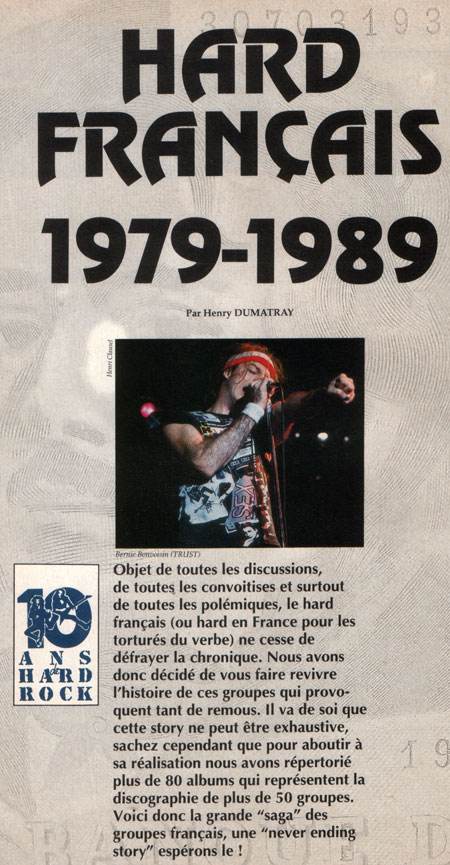 30703193
HARD
FRANÇAIS
1979-1989
Par Henry DUMATRAY
Henri Clausel
Bernie Bonvoisin (TRUST)
Objet de toutes les discussions,
de toutes les convoitises et surtout
de toutes les polémiques, le hard
français (ou hard en France pour les
torturés du verbe) ne cesse de
défrayer la chronique. Nous avons
donc décidé de vous faire revivre
l'histoire de ces groupes qui provo-
quent tant de remous. Il va de soi que
cette story ne peut être exhaustive,
sachez cependant que pour aboutir à
sa réalisation nous avons répertorié
plus de 80 albums qui représentent la
discographie de plus de 50 groupes.
Voici donc la grande "saga" des
groupes français, une "never ending
story" espérons le !
10
ANS
de
HARD
ROCK
YES
19